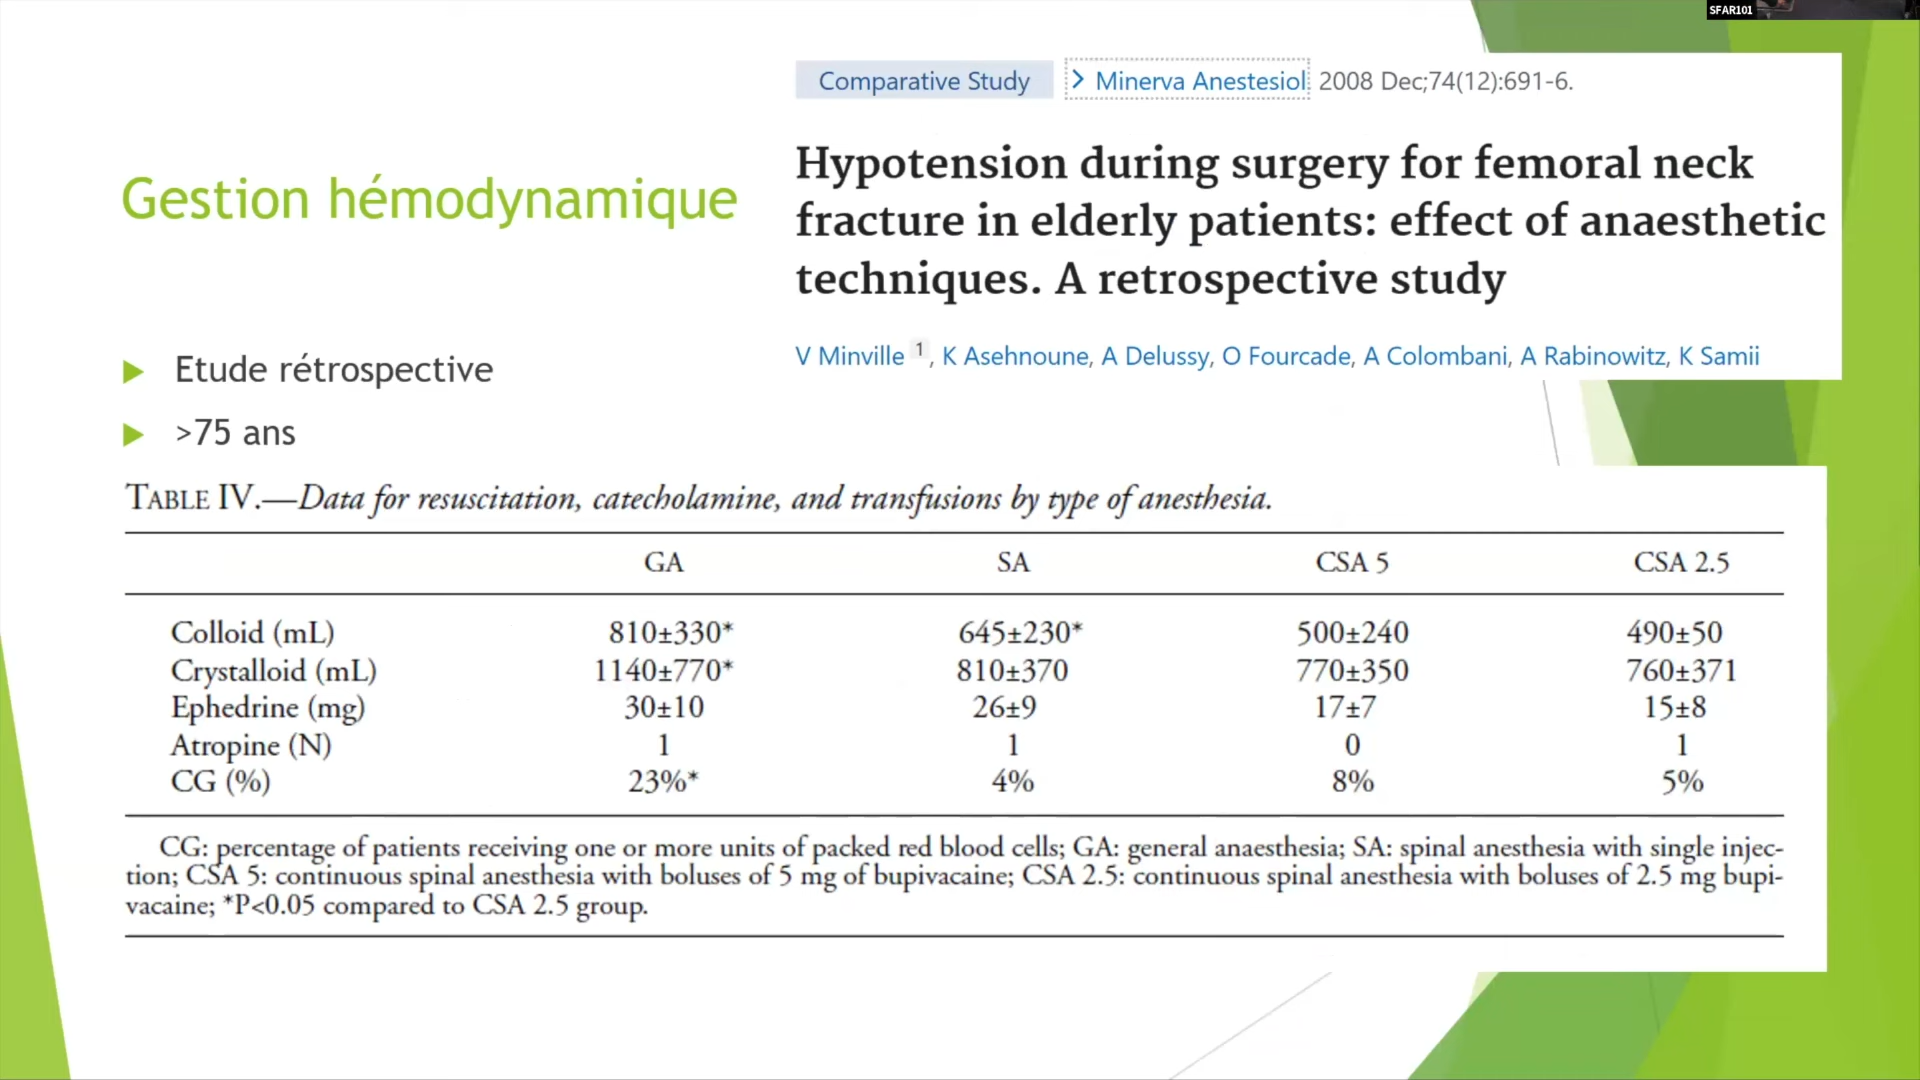 SFAR101
Comparative Study > Minerva Anestesiol 2008 Dec;74(12):691-6.
Hypotension during surgery for femoral neck
fracture in elderly patients: effect of anaesthetic
techniques. A retrospective study
V Minville 1, K Asehnoune, A Delussy, O Fourcade, A Colombani, A Rabinowitz, K Samii
Gestion hémodynamique
Etude rétrospective
>75 ans
TABLE IV.—Data for resuscitation, catecholamine, and transfusions by type of anesthesia.
GA SA CSA 5 CSA 2.5
Colloid (mL) 810±330* 645±230* 500±240 490±50
Crystalloid (mL) 1140±770* 810±370 770±350 760±371
Ephedrine (mg) 30±10 26±9 17±7 15±8
Atropine (N) 1 1 0 1
CG (%) 23%* 4% 8% 5%
CG: percentage of patients receiving one or more units of packed red blood cells; GA: general anaesthesia; SA: spinal anesthesia with single injec-
tion; CSA 5: continuous spinal anesthesia with boluses of 5 mg of bupivacaine; CSA 2.5: continuous spinal anesthesia with boluses of 2.5 mg bupi-
vacaine; *P<0.05 compared to CSA 2.5 group.